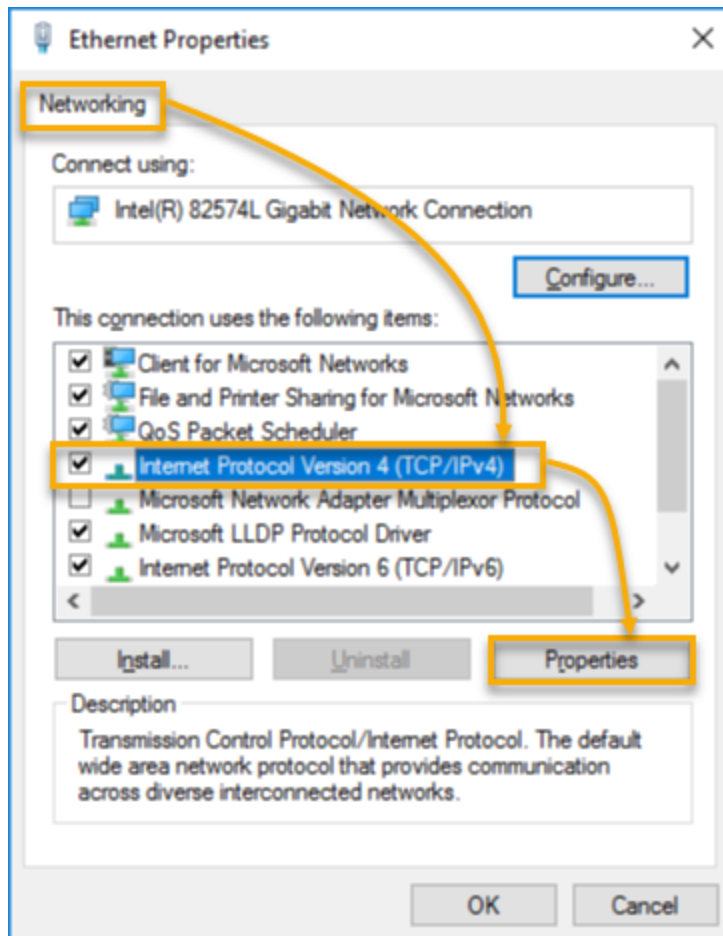 Ethernet Properties
Networking
Connect using:
Intel(R) 82574L Gigabit Network Connection
Configure...
This connection uses the following items:
Client for Microsoft Networks
File and Printer Sharing for Microsoft Networks
QoS Packet Scheduler
Internet Protocol Version 4 (TCP/IPv4)
Microsoft Network Adapter Multiplexor Protocol
Microsoft LLDP Protocol Driver
Internet Protocol Version 6 (TCP/IPv6)
Install...
Uninstall
Properties
Description
Transmission Control Protocol/Internet Protocol. The default
wide area network protocol that provides communication
across diverse interconnected networks.
OK
Cancel